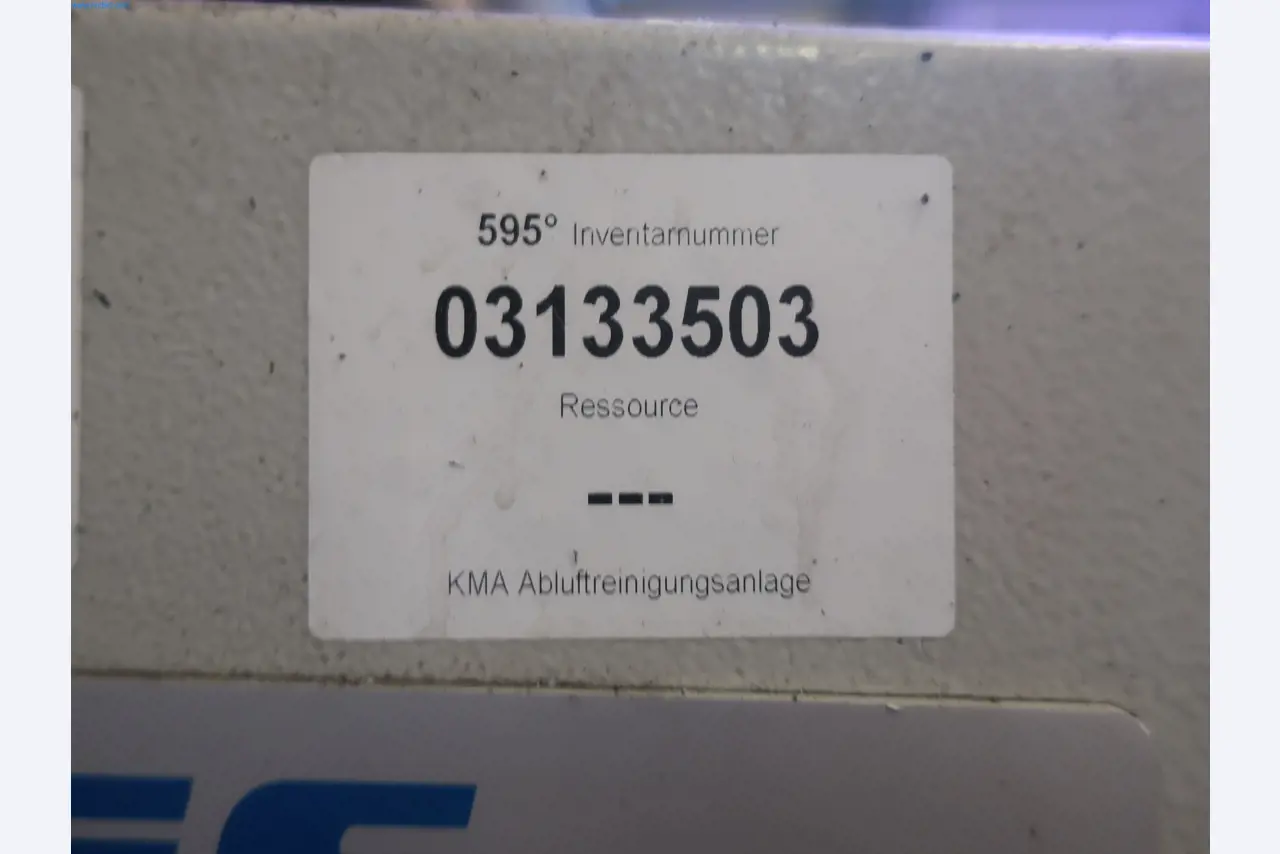 595° Inventarnummer
03133503
Ressource
---
KMA Abluftreinigungsanlage